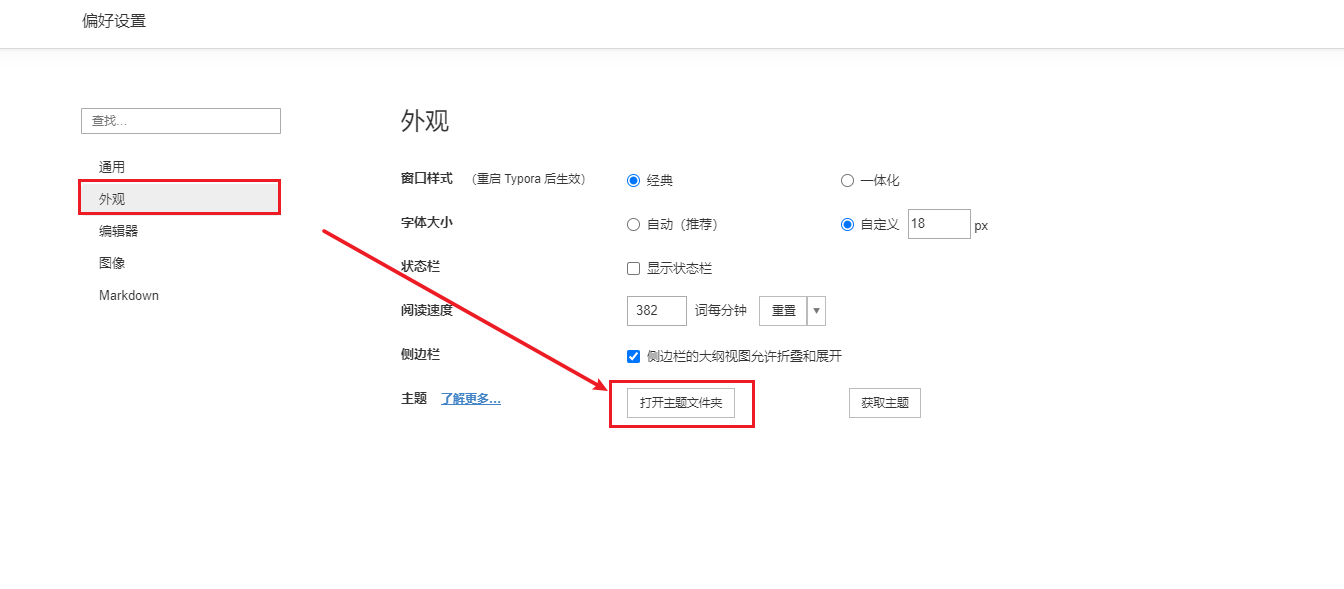 偏好设置
查找...
通用
外观
编辑器
图像
Markdown
外观
窗口样式 （重启 Typora 后生效） 经典 一体化
字体大小 自动（推荐） 自定义 18 px
状态栏 显示状态栏
阅读速度 382 词每分钟 重置
侧边栏 侧边栏的大纲视图允许折叠和展开
主题 了解更多... 打开主题文件夹 获取主题